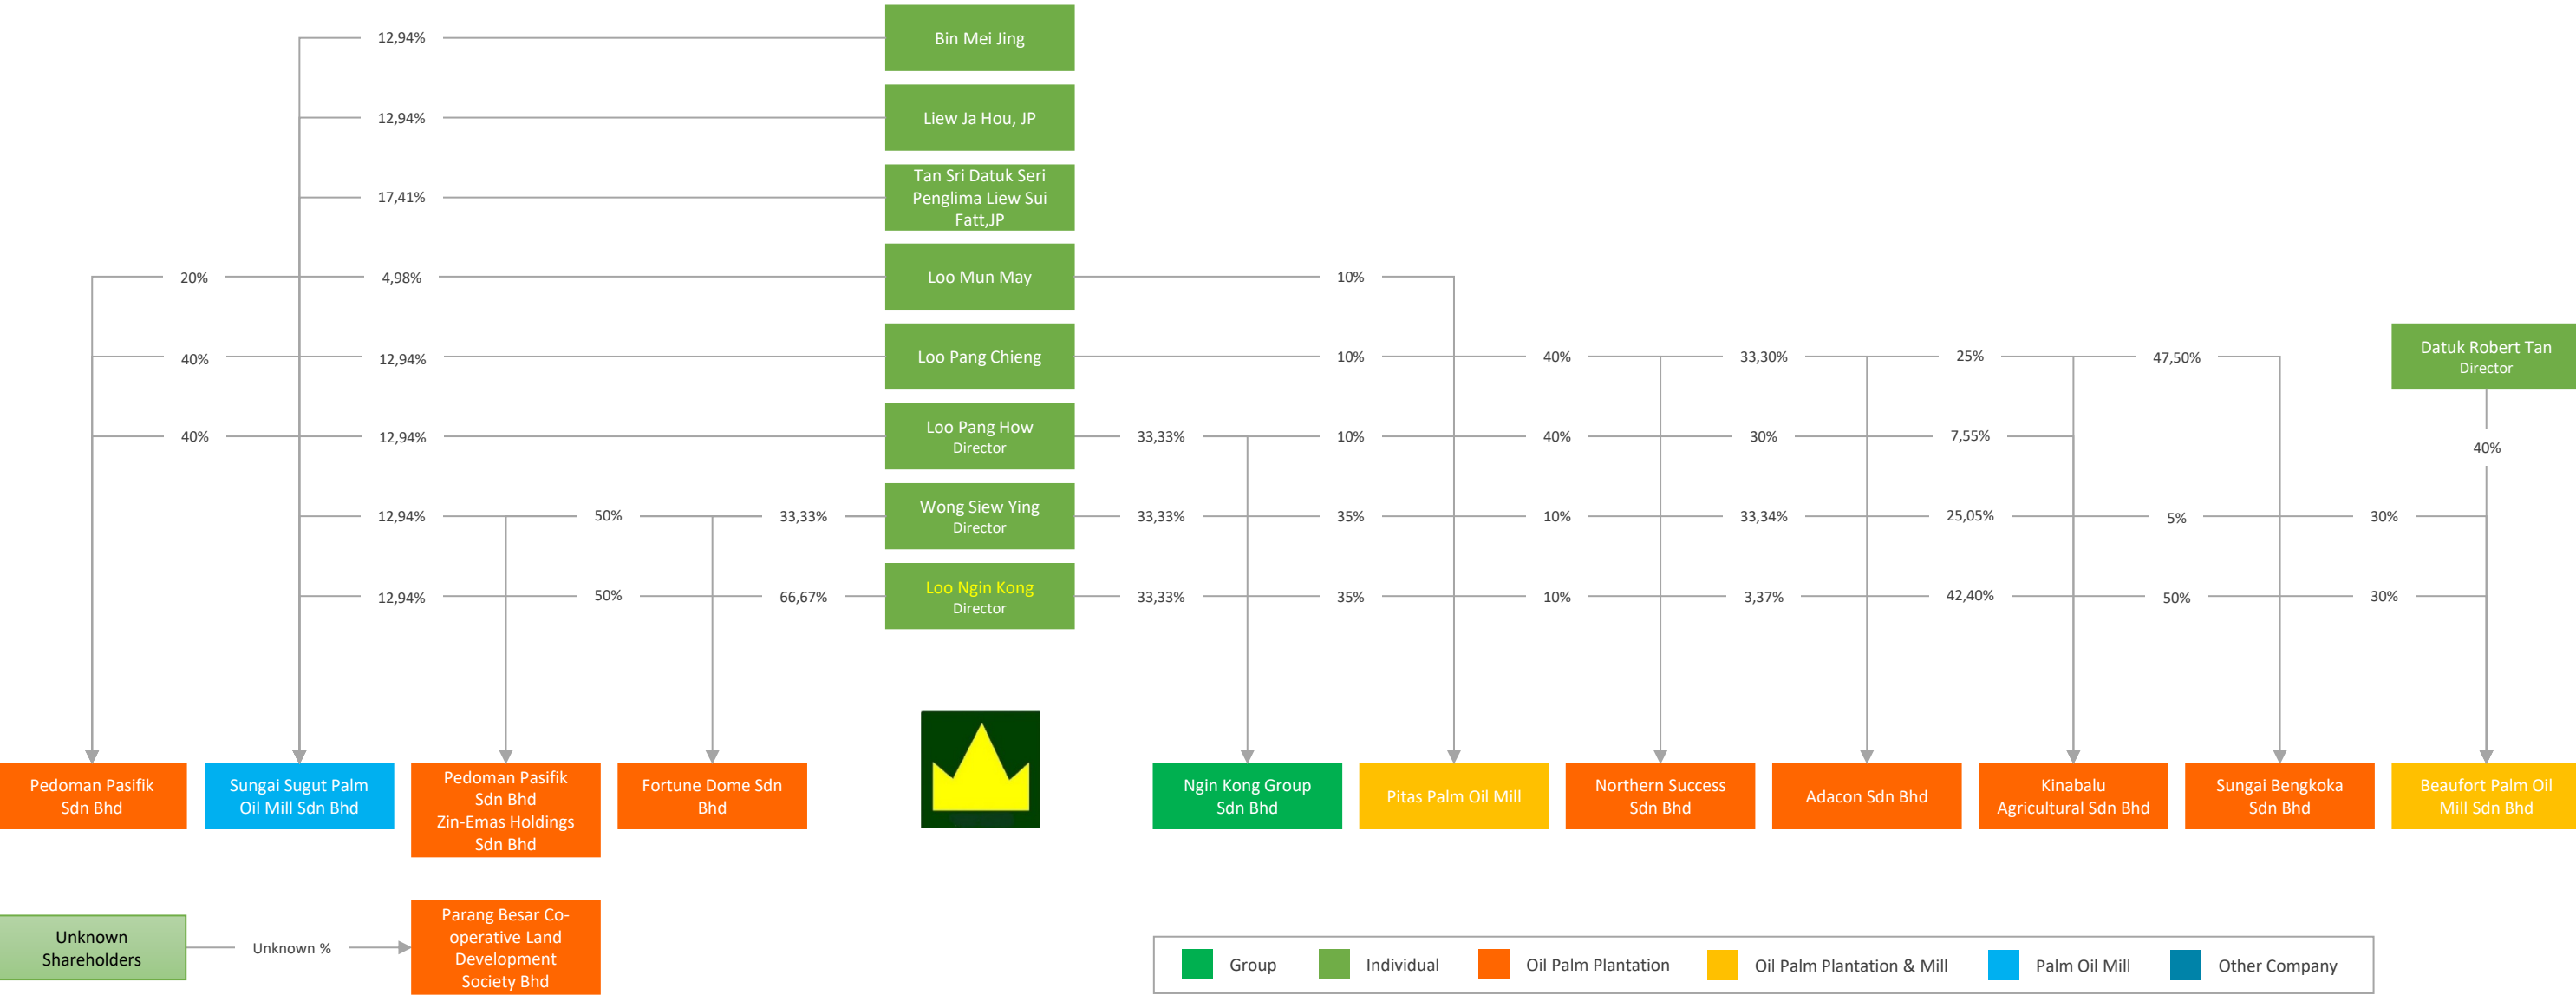 Bin Mei Jing
12,94%
Liew Ja Hou, JP
12,94%
Tan Sri Datuk Seri
Penglima Liew Sui
Fatt,JP
17,41%
Loo Mun May
20%
4,98%
10%
Loo Pang Chieng
40%
12,94%
10%
40%
33,30%
25%
47,50%
Datuk Robert Tan
Director
40%
Loo Pang How
Director
40%
12,94%
33,33%
10%
40%
30%
7,55%
Wong Siew Ying
Director
12,94%
50%
33,33%
33,33%
35%
10%
33,34%
25,05%
5%
30%
Loo Ngin Kong
Director
12,94%
50%
66,67%
33,33%
35%
10%
3,37%
42,40%
50%
30%
Pedoman Pasifik
Sdn Bhd
Sungai Sugut Palm
Oil Mill Sdn Bhd
Pedoman Pasifik
Sdn Bhd
Zin-Emas Holdings
Sdn Bhd
Fortune Dome Sdn
Bhd
Ngin Kong Group
Sdn Bhd
Pitas Palm Oil Mill
Northern Success
Sdn Bhd
Adacon Sdn Bhd
Kinabalu
Agricultural Sdn Bhd
Sungai Bengkoka
Sdn Bhd
Beaufort Palm Oil
Mill Sdn Bhd
Unknown
Shareholders
Unknown %
Parang Besar Co-
operative Land
Development
Society Bhd
Group
Individual
Oil Palm Plantation
Oil Palm Plantation & Mill
Palm Oil Mill
Other Company